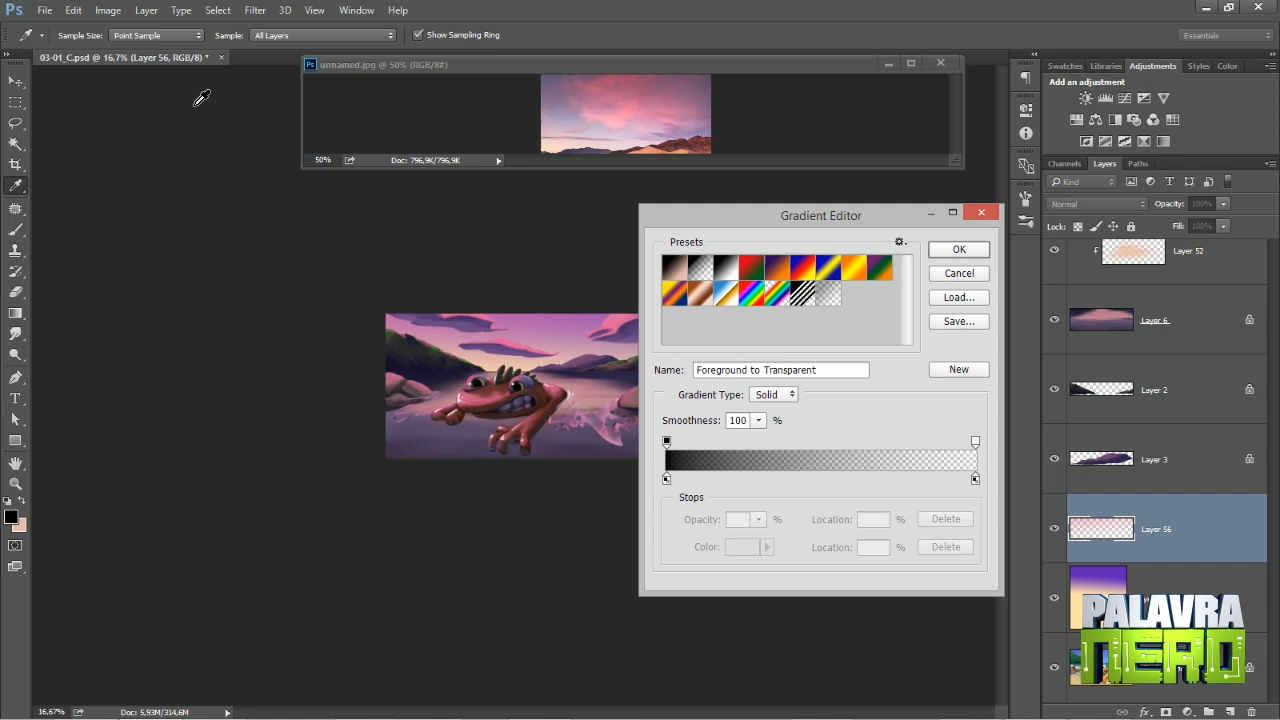 Ps File Edit Image Layer Type Select Filter 3D View Window Help
Sample Size: Point Sample Sample: All Layers Show Sampling Ring Essentials
03-01_C.psd @ 16,7% (Layer 56, RGB/8) *
unnamed.jpg @ 50% (RGB/8#)
50% Doc: 796,9K/796,9K
Swatches Libraries Adjustments Styles Color
Add an adjustment
Channels Layers Paths
Kind
Normal Opacity: 100%
Lock: Fill: 100%
Layer 52
Layer 6
Layer 2
Layer 3
Layer 56
Gradient Editor
Presets
OK
Cancel
Load...
Save...
Name: Foreground to Transparent New
Gradient Type: Solid
Smoothness: 100 %
Stops
Opacity: % Location: % Delete
Color: Location: % Delete
PALAVRA
NERD
16,67% Doc: 5,93M/314,6M